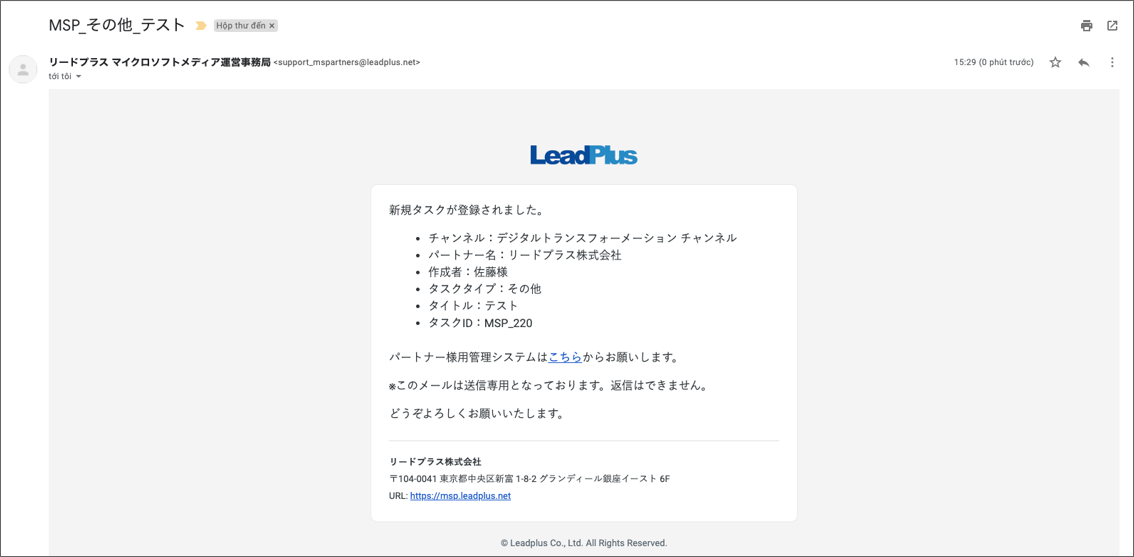 MSP_その他_テスト
Hộp thư đến ×
リードプラス マイクロソフトメディア運営事務局 <support_mspartners@leadplus.net>
15:29 (0 phút trước)
tới tôi
LeadPlus
新規タスクが登録されました。
• チャンネル：デジタルトランスフォーメーション チャンネル
• パートナー名：リードプラス株式会社
• 作成者：佐藤様
• タスクタイプ：その他
• タイトル：テスト
• タスクID：MSP_220
パートナー様用管理システムはこちらからお願いします。
※このメールは送信専用となっております。返信はできません。
どうぞよろしくお願いいたします。
リードプラス株式会社
〒104-0041 東京都中央区新富 1-8-2 グランディール銀座イースト 6F
URL: https://msp.leadplus.net
© Leadplus Co., Ltd. All Rights Reserved.